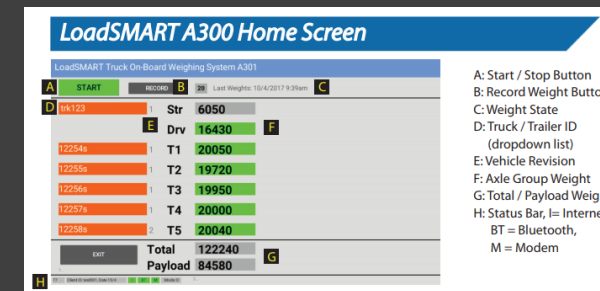 LoadSMART A300 Home Screen
LoadSMART Truck On-Board Weighing System A301
A START RECORD B 20 Last Weights: 10/4/2017 9:39am C
D trk123 1 Str 6050
E Drv 16430 F
12254s 1 T1 20050
12255s 1 T2 19720
12256s 1 T3 19950
12257s 1 T4 20000
12258s 2 T5 20040
EXIT Total 122240
Payload 84580 G
H
A: Start / Stop Button
B: Record Weight Butto
C: Weight State
D: Truck / Trailer ID
(dropdown list)
E: Vehicle Revision
F: Axle Group Weight
G: Total / Payload Weig
H: Status Bar, I= Interne
BT = Bluetooth,
M = Modem